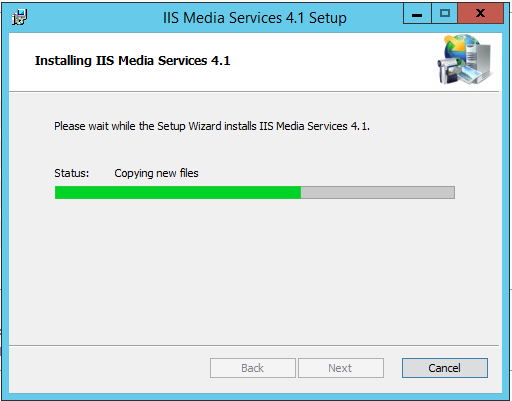 IIS Media Services 4.1 Setup
Installing IIS Media Services 4.1
Please wait while the Setup Wizard installs IIS Media Services 4.1.
Status: Copying new files
Back Next Cancel